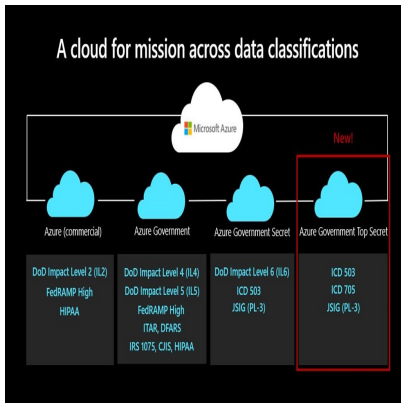 A cloud for mission across data classifications
Microsoft Azure
New!
Azure (commercial)
Azure Government
Azure Government Secret
Azure Government Top Secret
DoD Impact Level 2 (IL2)
FedRAMP High
HIPAA
DoD Impact Level 4 (IL4)
DoD Impact Level 5 (IL5)
FedRAMP High
ITAR, DFARS
IRS 1075, CJIS, HIPAA
DoD Impact Level 6 (IL6)
ICD 503
JSIG (PL-3)
ICD 503
ICD 705
JSIG (PL-3)